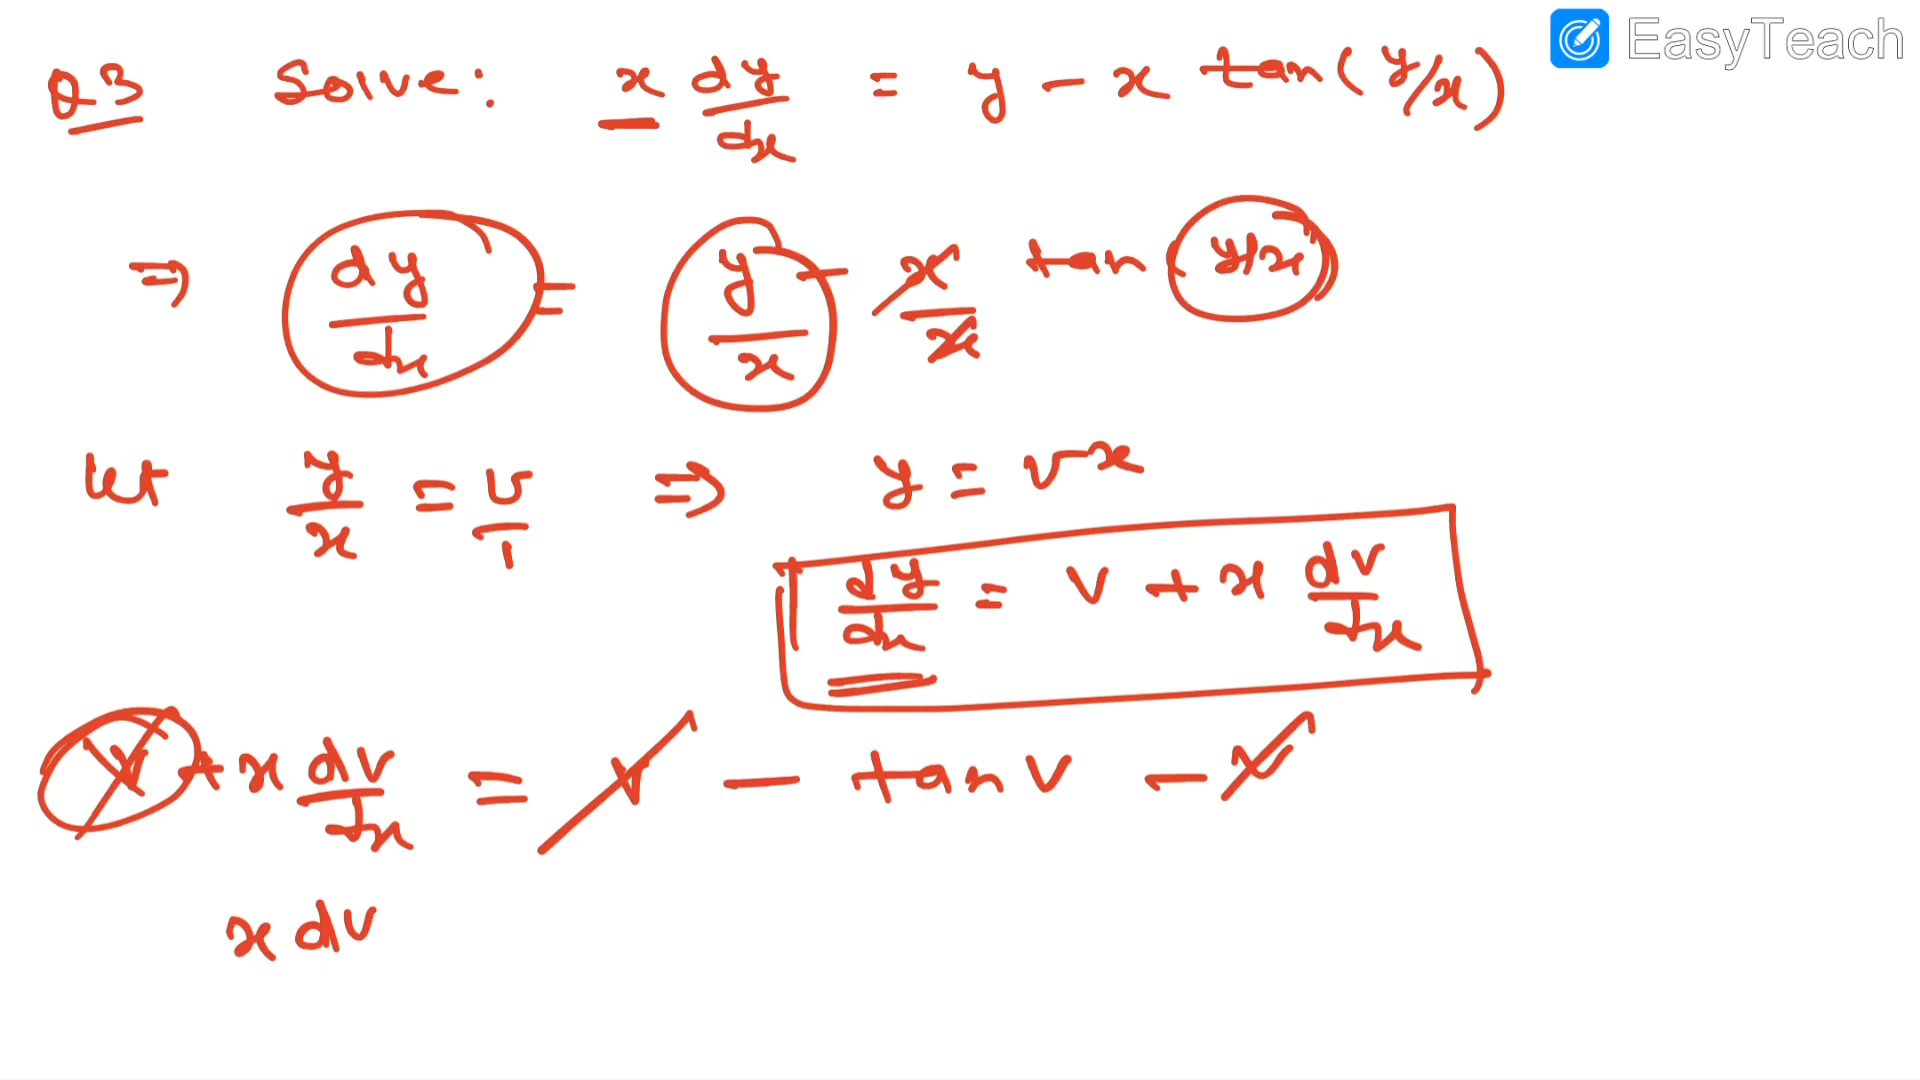 EasyTeach
Q3 Solve: x dy/dx = y - x tan(y/x)
⇒ dy/dx = y/x - x/x tan(y/x)
let y/x = v/1 ⇒ y = vx
dy/dx = v + x dv/dx
v + x dv/dx = v - tan v - v
x dv